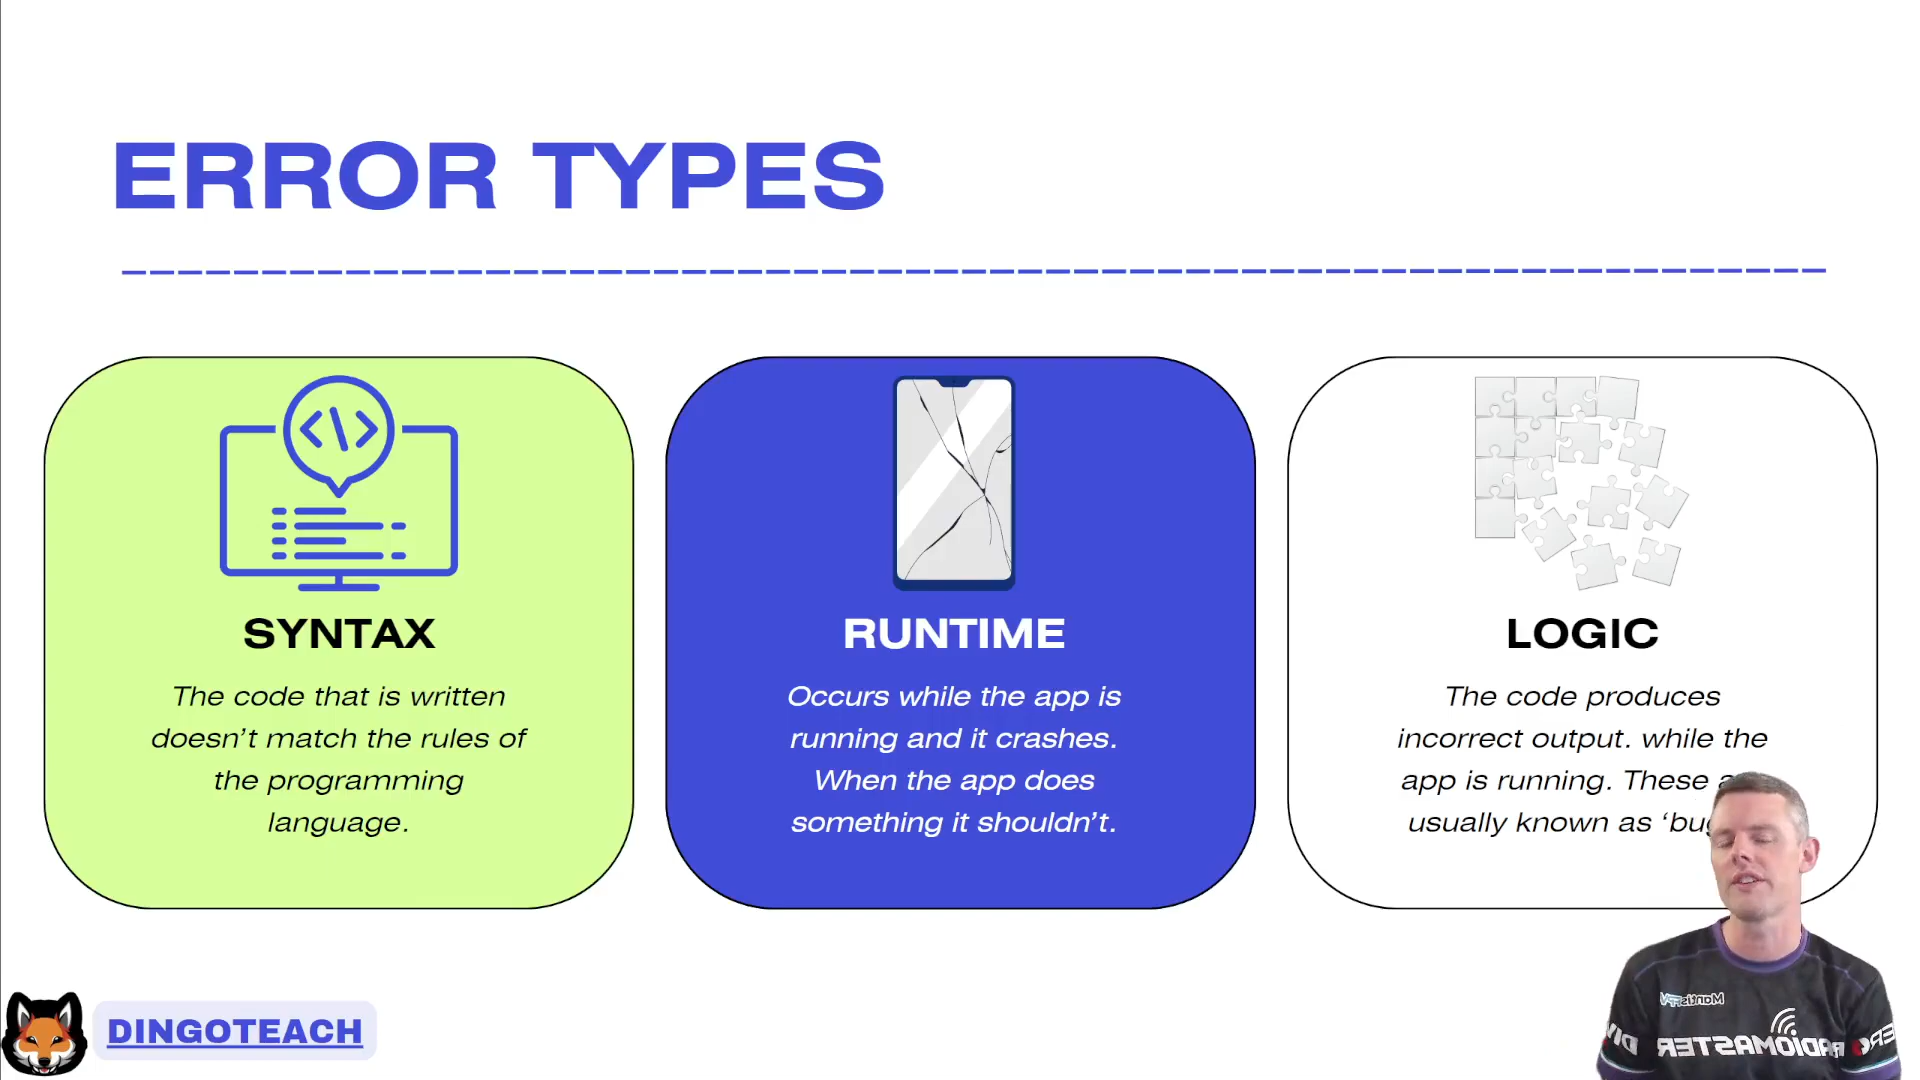 ERROR TYPES
SYNTAX
The code that is written
doesn’t match the rules of
the programming
language.
RUNTIME
Occurs while the app is
running and it crashes.
When the app does
something it shouldn’t.
LOGIC
The code produces
incorrect output. while the
app is running. These
usually known as
DINGOTEACH
RADIOMASTER